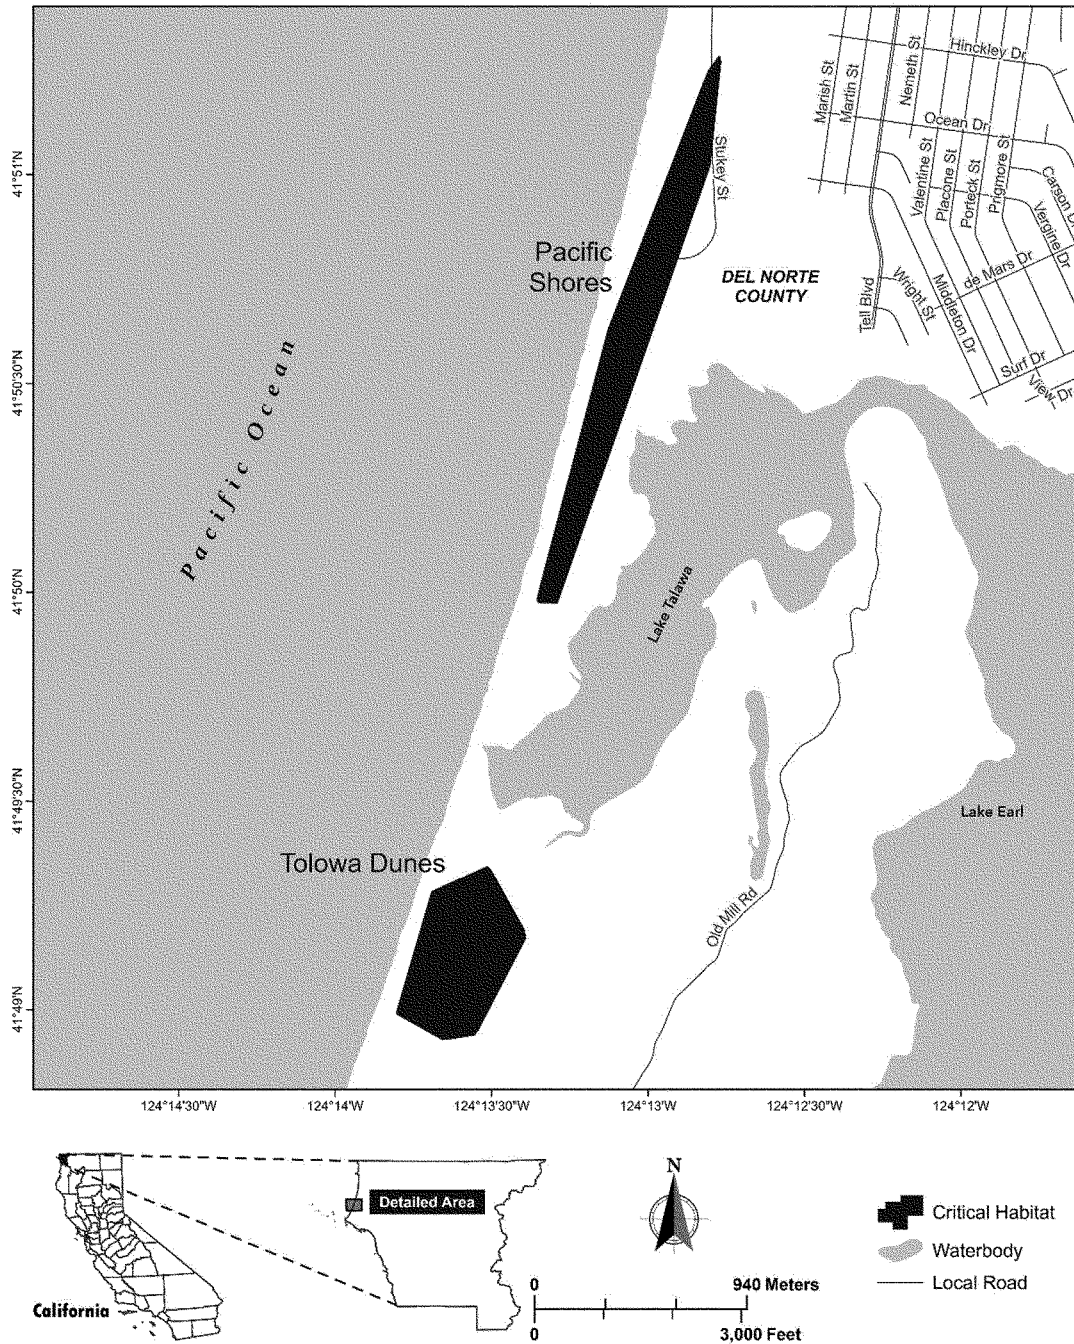 Hinckley Dr
Marish St
Martin St
Nemeth St
Ocean Dr
Stukey St
Valentine St
Placone St
Porteck St
Prigmore St
Carson D
Vergine Dr
41°51'N
Pacific
Shores
DEL NORTE
COUNTY
de Mars Dr
Wright St
Middleton Dr
Tell Blvd
Surf Dr
View Dr
Pacific Ocean
41°50'30"N
41°50'N
Lake Talawa
41°49'30"N
Lake Earl
Tolowa Dunes
Old Mill Rd
41°49'N
124°14'30"W
124°14'W
124°13'30"W
124°13'W
124°12'30"W
124°12'W
Detailed Area
California
N
0
940 Meters
0
3,000 Feet
Critical Habitat
Waterbody
Local Road